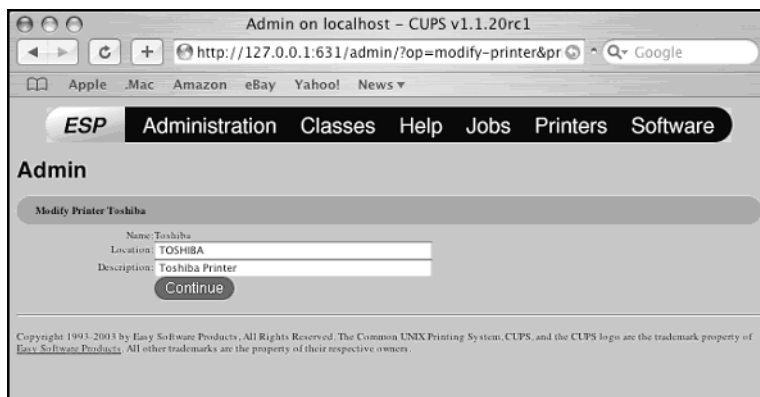 Admin on localhost – CUPS v1.1.20rc1
http://127.0.0.1:631/admin/?op=modify-printer&pr
Google
Apple .Mac Amazon eBay Yahoo! News
ESP Administration Classes Help Jobs Printers Software
Admin
Modify Printer Toshiba
Name: Toshiba
Location: TOSHIBA
Description: Toshiba Printer
Continue
Copyright 1993-2003 by Easy Software Products, All Rights Reserved. The Common UNIX Printing System, CUPS, and the CUPS logo are the trademark property of
Easy Software Products. All other trademarks are the property of their respective owners.